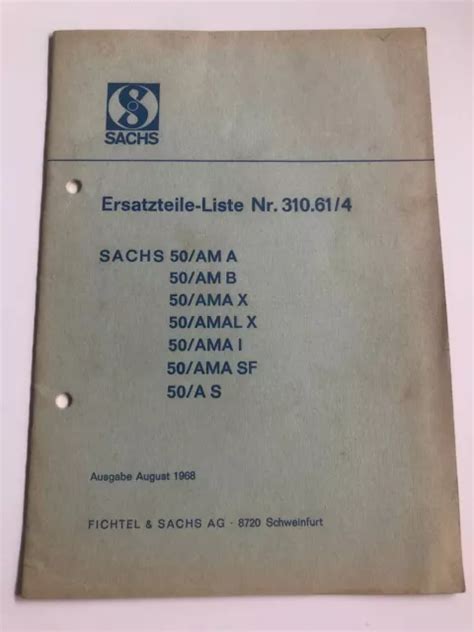 S
SACHS
Ersatzteile-Liste Nr. 310.61/4
SACHS 50/AM A
50/AM B
50/AMA X
50/AMAL X
50/AMA I
50/AMA SF
50/A S
Ausgabe August 1968
FICHTEL & SACHS AG · 8720 Schweinfurt